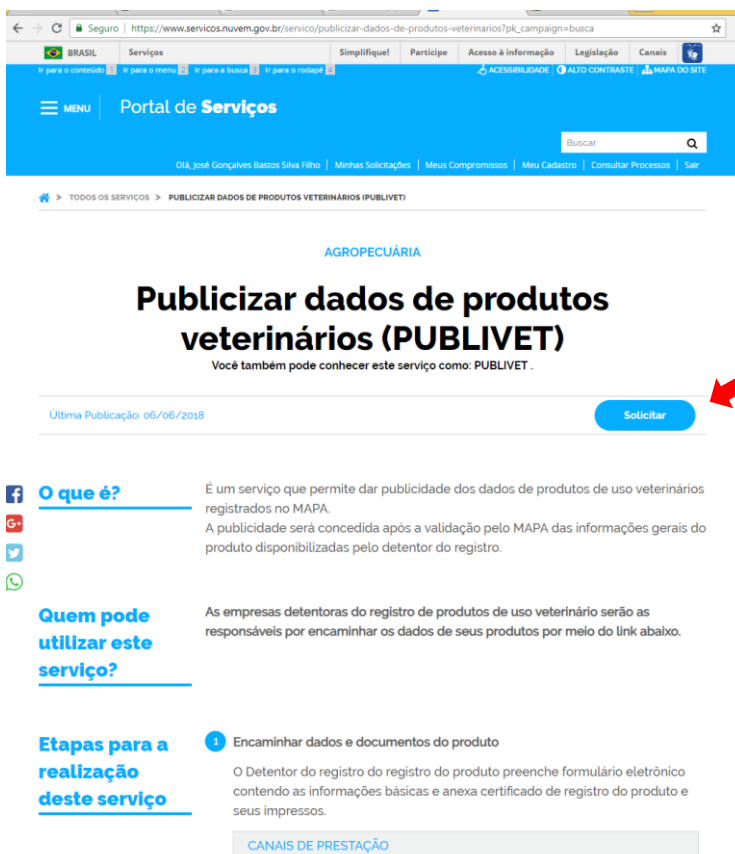 Seguro | https://www.servicos.nuvem.gov.br/servico/publicizar-dados-de-produtos-veterinarios?pk_campaign=busca
BRASIL Serviços Simplifique! Participe Acesso à informação Legislação Canais
Ir para o conteúdo 1 Ir para o menu 2 Ir para a busca 3 Ir para o rodapé 4 ACESSIBILIDADE ALTO CONTRASTE MAPA DO SITE
MENU Portal de Serviços
Buscar
Olá, José Gonçalves Bastos Silva Filho | Minhas Solicitações | Meus Compromissos | Meu Cadastro | Consultar Processos | Sair
> TODOS OS SERVIÇOS > PUBLICIZAR DADOS DE PRODUTOS VETERINÁRIOS (PUBLIVET)
AGROPECUÁRIA
Publicizar dados de produtos
veterinários (PUBLIVET)
Você também pode conhecer este serviço como: PUBLIVET .
Última Publicação: 06/06/2018 Solicitar
O que é?
É um serviço que permite dar publicidade dos dados de produtos de uso veterinários
registrados no MAPA.
A publicidade será concedida após a validação pelo MAPA das informações gerais do
produto disponibilizadas pelo detentor do registro.
Quem pode
utilizar este
serviço?
As empresas detentoras do registro de produtos de uso veterinário serão as
responsáveis por encaminhar os dados de seus produtos por meio do link abaixo.
Etapas para a
realização
deste serviço
1 Encaminhar dados e documentos do produto
O Detentor do registro do registro do produto preenche formulário eletrônico
contendo as informações básicas e anexa certificado de registro do produto e
seus impressos.
CANAIS DE PRESTAÇÃO